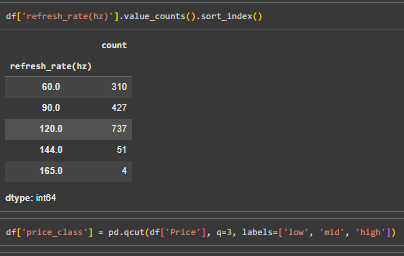 df['refresh_rate(hz)'].value_counts().sort_index()
count
refresh_rate(hz)
60.0 310
90.0 427
120.0 737
144.0 51
165.0 4
dtype: int64
df['price_class'] = pd.qcut(df['Price'], q=3, labels=['low', 'mid', 'high'])